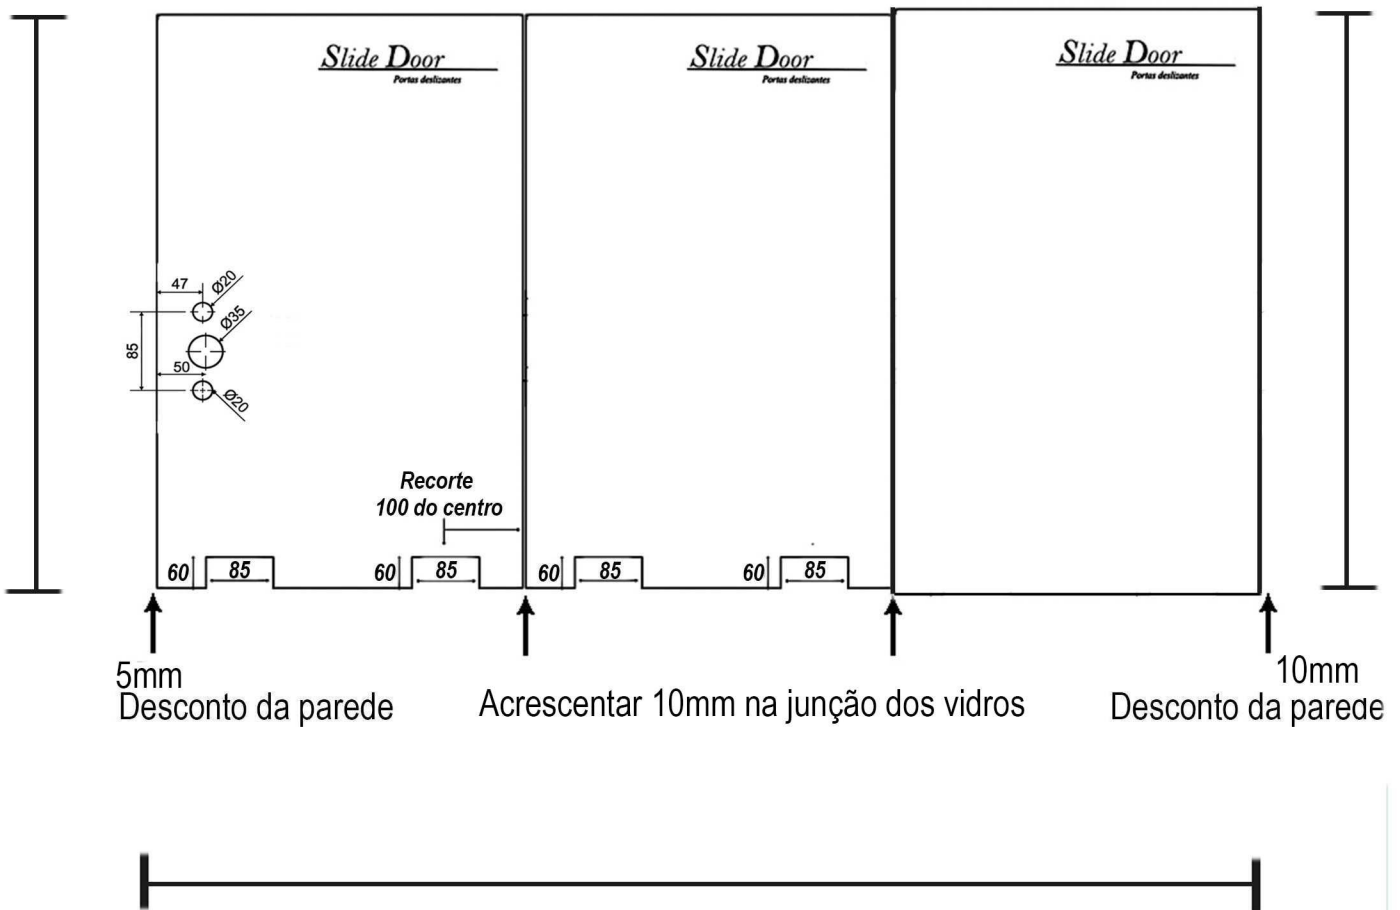 Slide Door
Portas deslizantes
Slide Door
Portas deslizantes
Slide Door
Portas deslizantes
47
Ø20
Ø35
85
50
Ø20
Recorte
100 do centro
60
85
60
85
60
85
60
85
5mm
Desconto da parede
Acrescentar 10mm na junção dos vidros
10mm
Desconto da parede